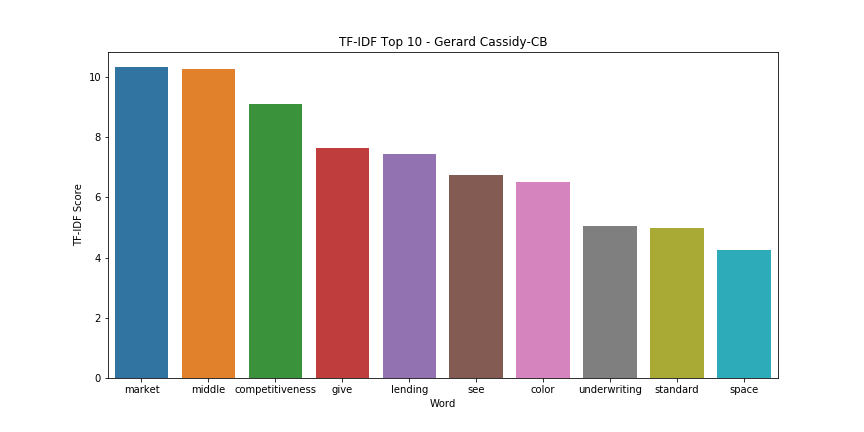 TF-IDF Top 10 - Gerard Cassidy-CB
TF-IDF Score
10
8
6
4
2
0
market middle competitiveness give lending see color underwriting standard space
Word